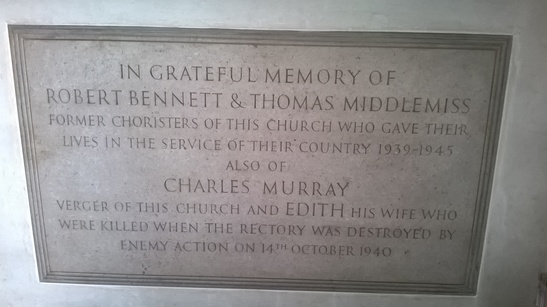 IN GRATEFUL MEMORY OF
ROBERT BENNETT & THOMAS MIDDLEMISS
FORMER CHORISTERS OF THIS CHURCH WHO GAVE THEIR
LIVES IN THE SERVICE OF THEIR COUNTRY 1939-1945
ALSO OF
CHARLES MURRAY
VERGER OF THIS CHURCH AND EDITH HIS WIFE WHO
WERE KILLED WHEN THE RECTORY WAS DESTROYED BY
ENEMY ACTION ON 14TH OCTOBER 1940